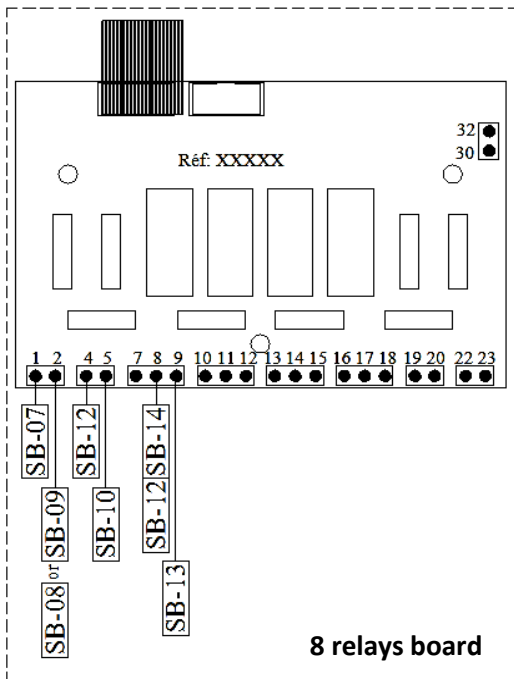 32
30
Réf: XXXXX
1 2 4 5 7 8 9 10 11 12 13 14 15 16 17 18 19 20 22 23
SB-07
SB-08 or SB-09
SB-12
SB-10
SB-12 SB-14
SB-13
8 relays board